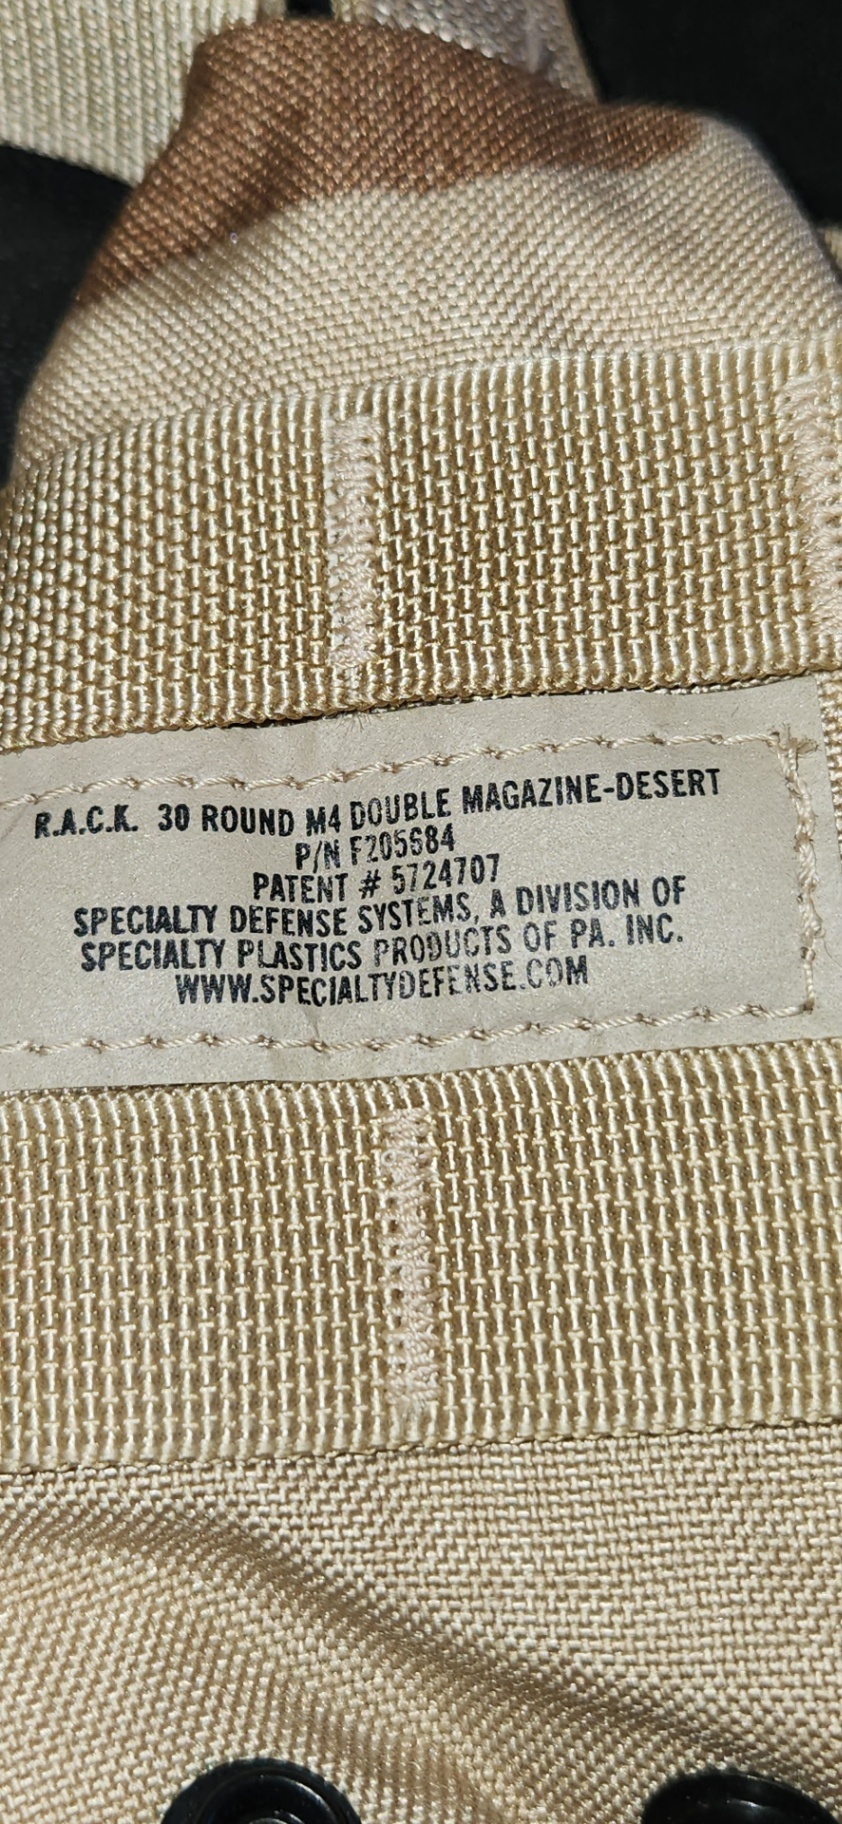 R.A.C.K. 30 ROUND M4 DOUBLE MAGAZINE-DESERT
P/N F205684
PATENT # 5724707
SPECIALTY DEFENSE SYSTEMS, A DIVISION OF
SPECIALTY PLASTICS PRODUCTS OF PA. INC.
WWW.SPECIALTYDEFENSE.COM